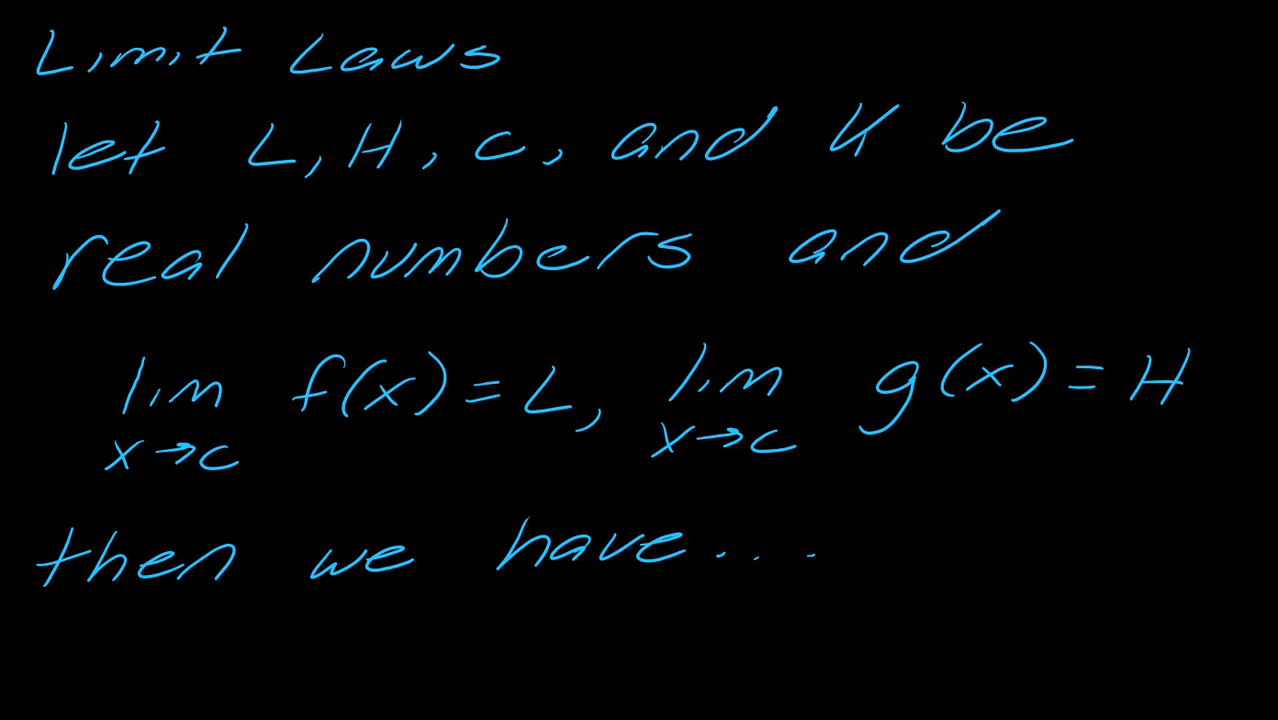 Limit Laws
let L, H, c, and K be
real numbers and
lim f(x) = L, lim g(x) = H
x→c x→c
then we have...